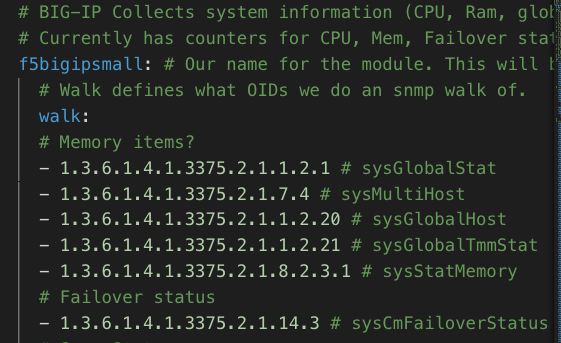 # BIG-IP Collects system information (CPU, Ram, glob
# Currently has counters for CPU, Mem, Failover stat
f5bigipsmall: # Our name for the module. This will b
# Walk defines what OIDs we do an snmp walk of.
walk:
# Memory items?
- 1.3.6.1.4.1.3375.2.1.1.2.1 # sysGlobalStat
- 1.3.6.1.4.1.3375.2.1.7.4 # sysMultiHost
- 1.3.6.1.4.1.3375.2.1.1.2.20 # sysGlobalHost
- 1.3.6.1.4.1.3375.2.1.1.2.21 # sysGlobalTmmStat
- 1.3.6.1.4.1.3375.2.1.8.2.3.1 # sysStatMemory
# Failover status
- 1.3.6.1.4.1.3375.2.1.14.3 # sysCmFailoverStatus